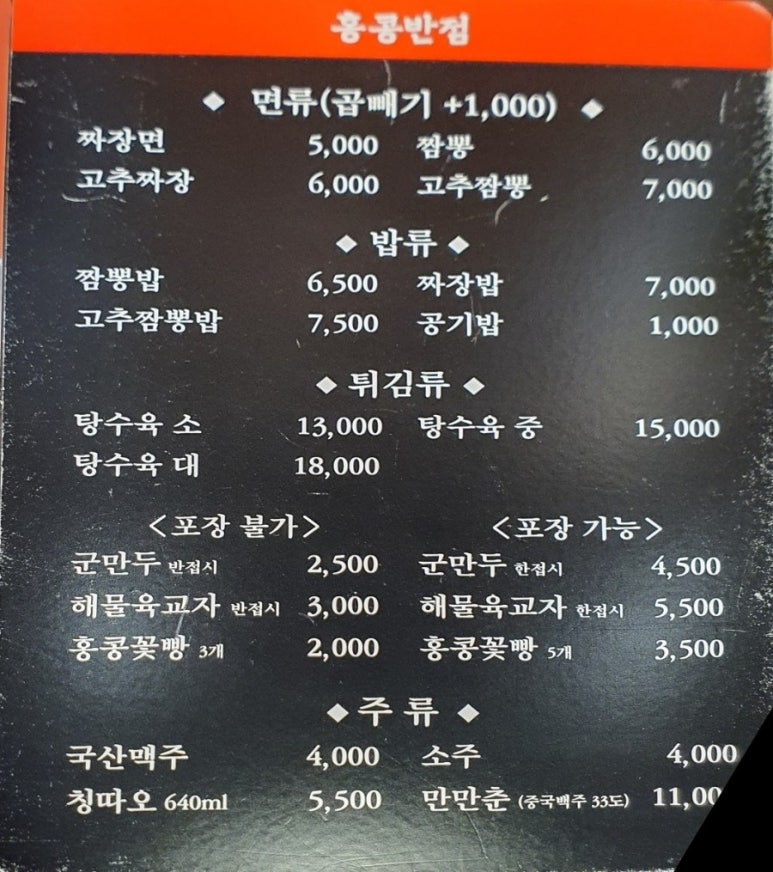 홍콩반점
◆ 면류(곱빼기 +1,000) ◆
짜장면 5,000 짬뽕 6,000
고추짜장 6,000 고추짬뽕 7,000
◆ 밥류 ◆
짬뽕밥 6,500 짜장밥 7,000
고추짬뽕밥 7,500 공기밥 1,000
◆ 튀김류 ◆
탕수육 소 13,000 탕수육 중 15,000
탕수육 대 18,000
<포장 불가> <포장 가능>
군만두 반접시 2,500 군만두 한접시 4,500
해물육교자 반접시 3,000 해물육교자 한접시 5,500
홍콩꽃빵 3개 2,000 홍콩꽃빵 5개 3,500
◆ 주 류 ◆
국산맥주 4,000 소주 4,000
칭따오 640ml 5,500 만만춘 (중국백주 33도)